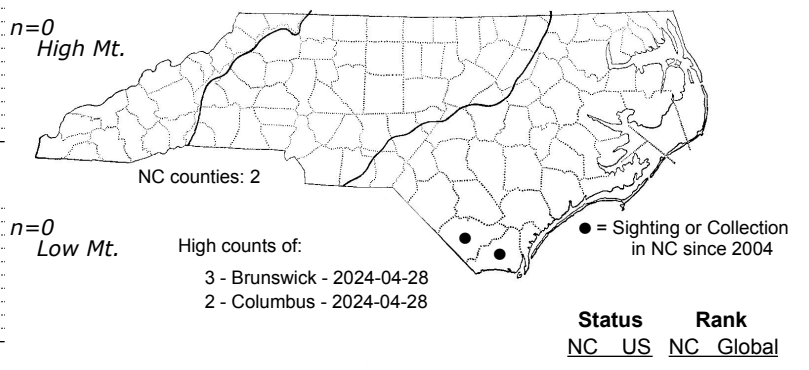 n=0
High Mt.
NC counties: 2
n=0
Low Mt.
High counts of:
3 - Brunswick - 2024-04-28
2 - Columbus - 2024-04-28
● = Sighting or Collection
in NC since 2004
Status Rank
NC US NC Global